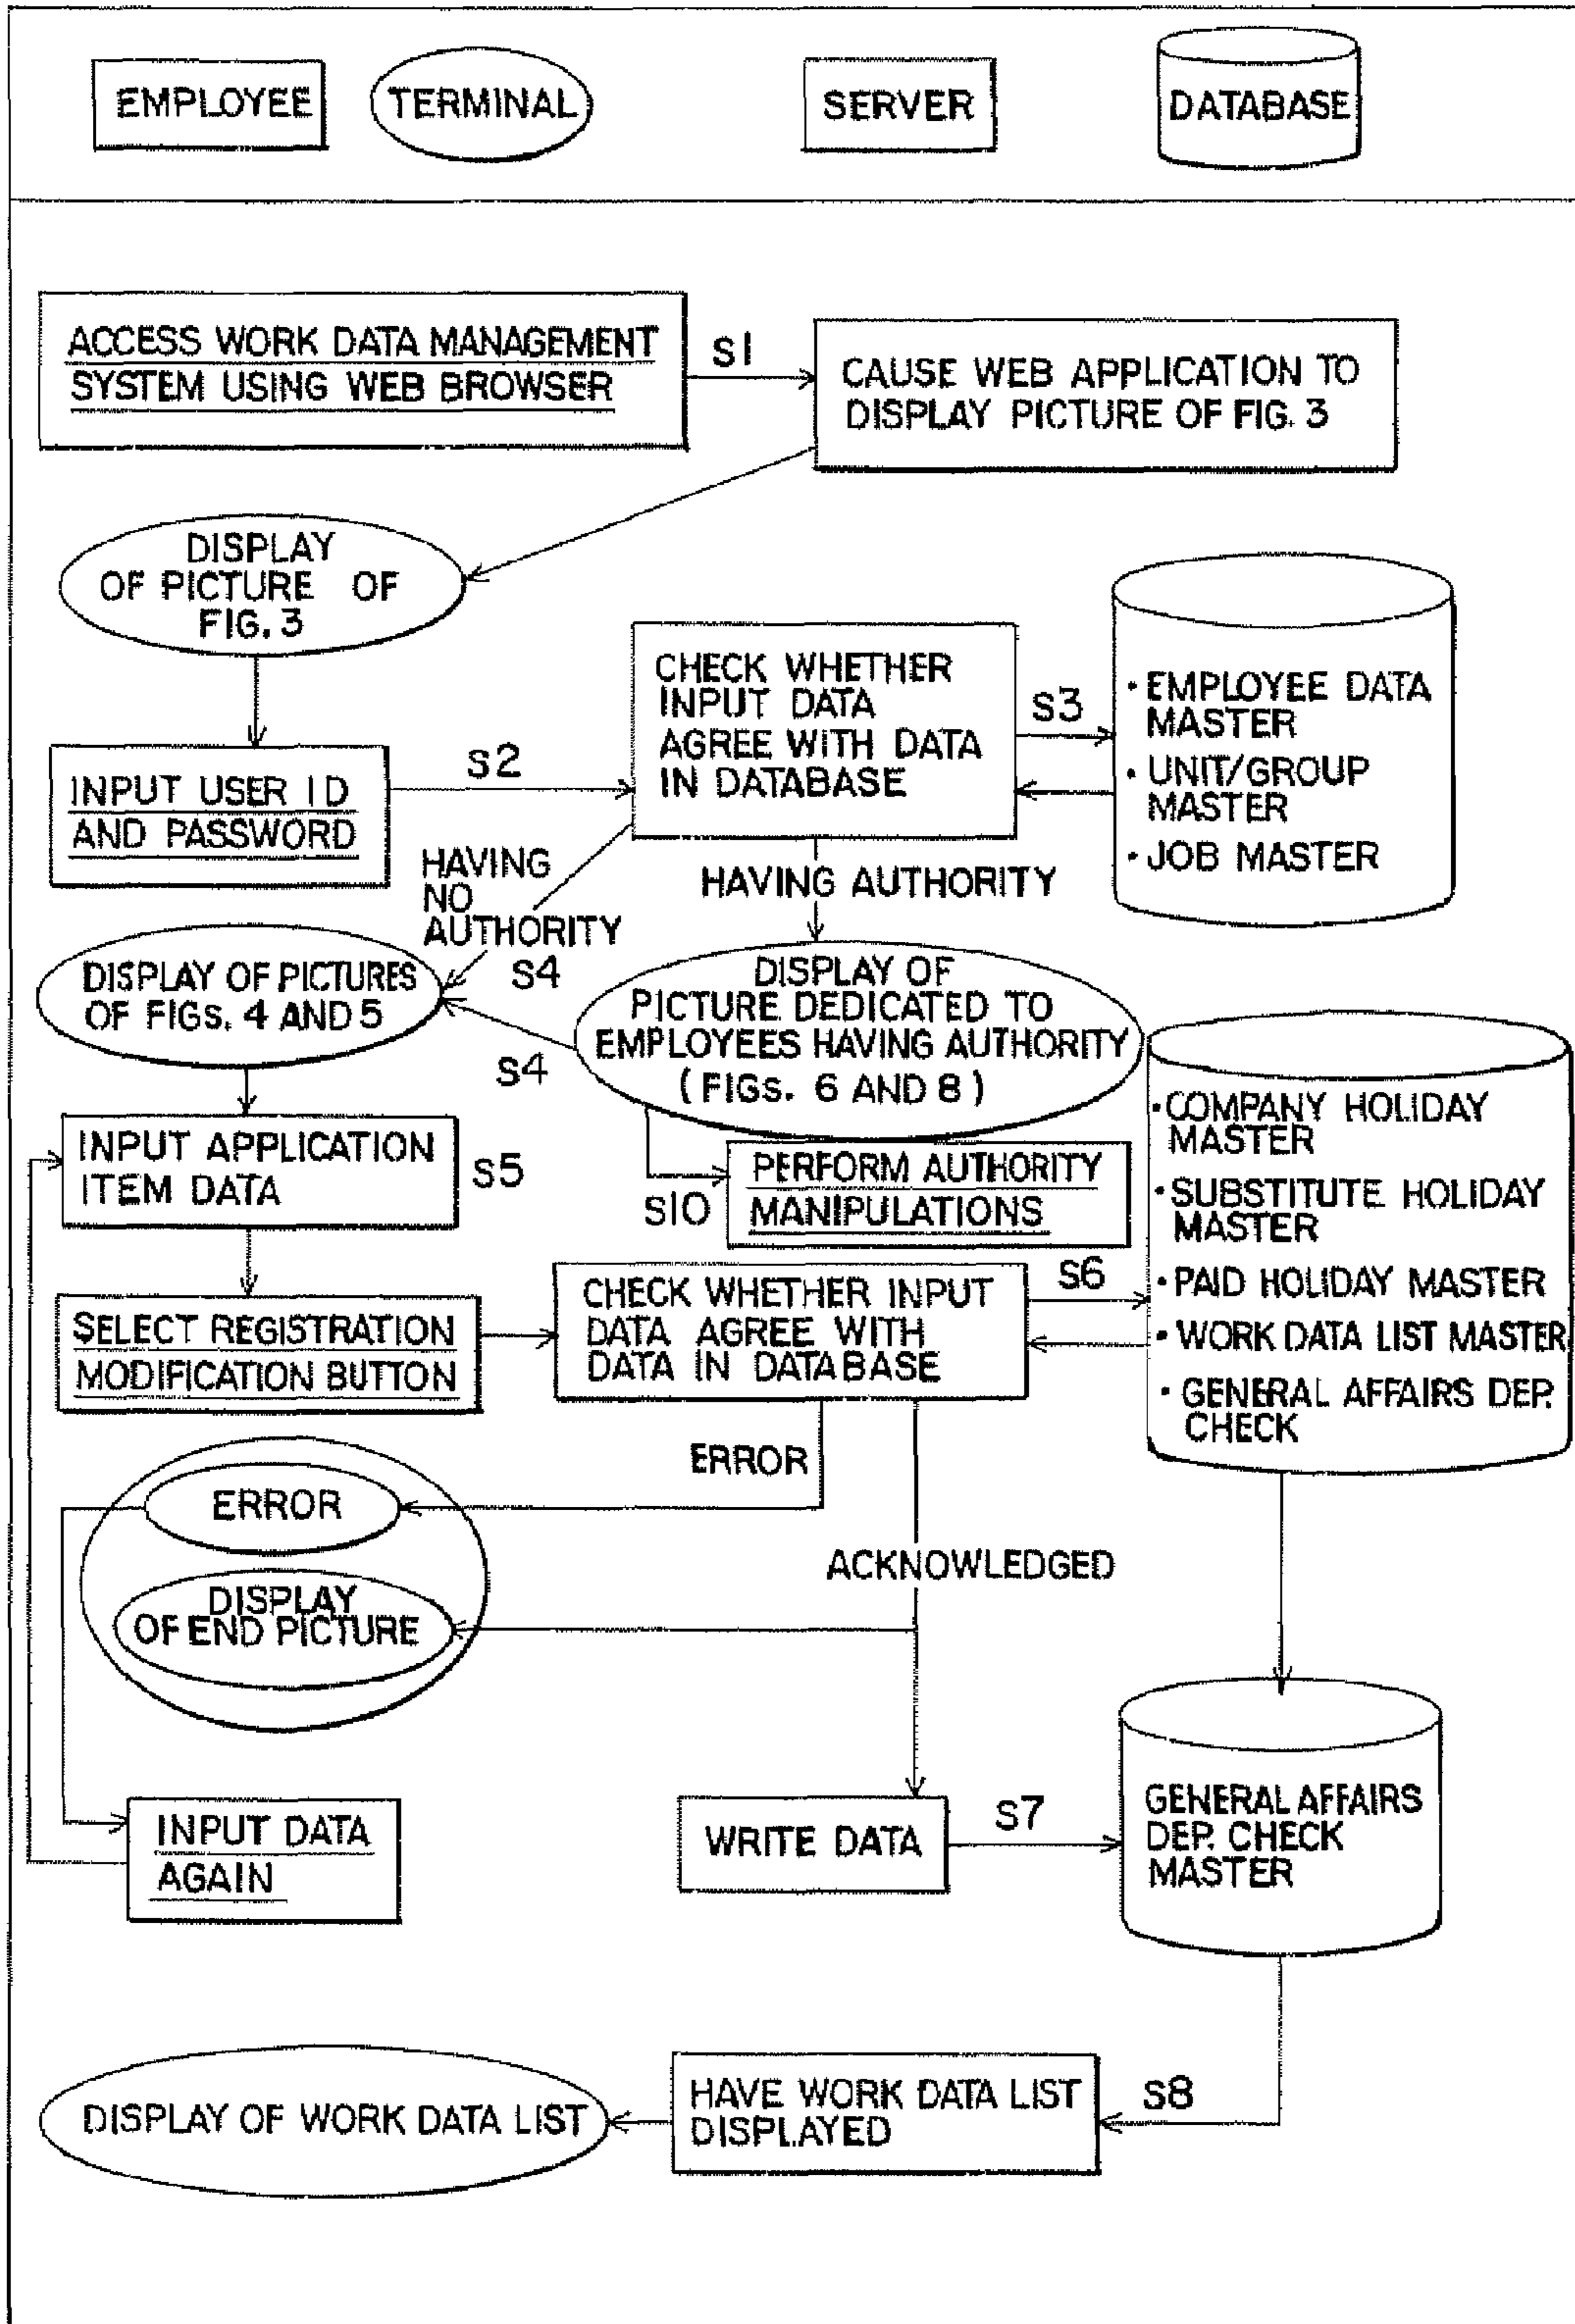 EMPLOYEE
TERMINAL
SERVER
DATABASE
ACCESS WORK DATA MANAGEMENT
SYSTEM USING WEB BROWSER
S1
CAUSE WEB APPLICATION TO
DISPLAY PICTURE OF FIG. 3
DISPLAY
OF PICTURE OF
FIG. 3
INPUT USER ID
AND PASSWORD
S2
CHECK WHETHER
INPUT DATA
AGREE WITH DATA
IN DATABASE
S3
• EMPLOYEE DATA
MASTER
• UNIT/GROUP
MASTER
• JOB MASTER
HAVING
NO
AUTHORITY
S4
HAVING AUTHORITY
DISPLAY OF PICTURES
OF FIGS. 4 AND 5
DISPLAY OF
PICTURE DEDICATED TO
EMPLOYEES HAVING AUTHORITY
( FIGS. 6 AND 8 )
S4
INPUT APPLICATION
ITEM DATA
S5
S10
PERFORM AUTHORITY
MANIPULATIONS
• COMPANY HOLIDAY
MASTER
• SUBSTITUTE HOLIDAY
MASTER
• PAID HOLIDAY MASTER
• WORK DATA LIST MASTER
• GENERAL AFFAIRS DEP.
CHECK
SELECT REGISTRATION
MODIFICATION BUTTON
CHECK WHETHER INPUT
DATA AGREE WITH
DATA IN DATABASE
S6
ERROR
ERROR
ACKNOWLEDGED
DISPLAY
OF END PICTURE
INPUT DATA
AGAIN
WRITE DATA
S7
GENERAL AFFAIRS
DEP. CHECK
MASTER
DISPLAY OF WORK DATA LIST
HAVE WORK DATA LIST
DISPLAYED
S8